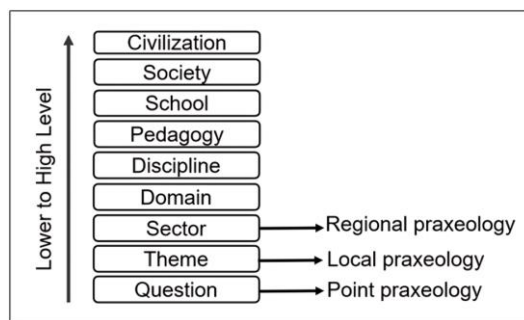 Lower to High Level
Civilization
Society
School
Pedagogy
Discipline
Domain
Sector
Regional praxeology
Theme
Local praxeology
Question
Point praxeology